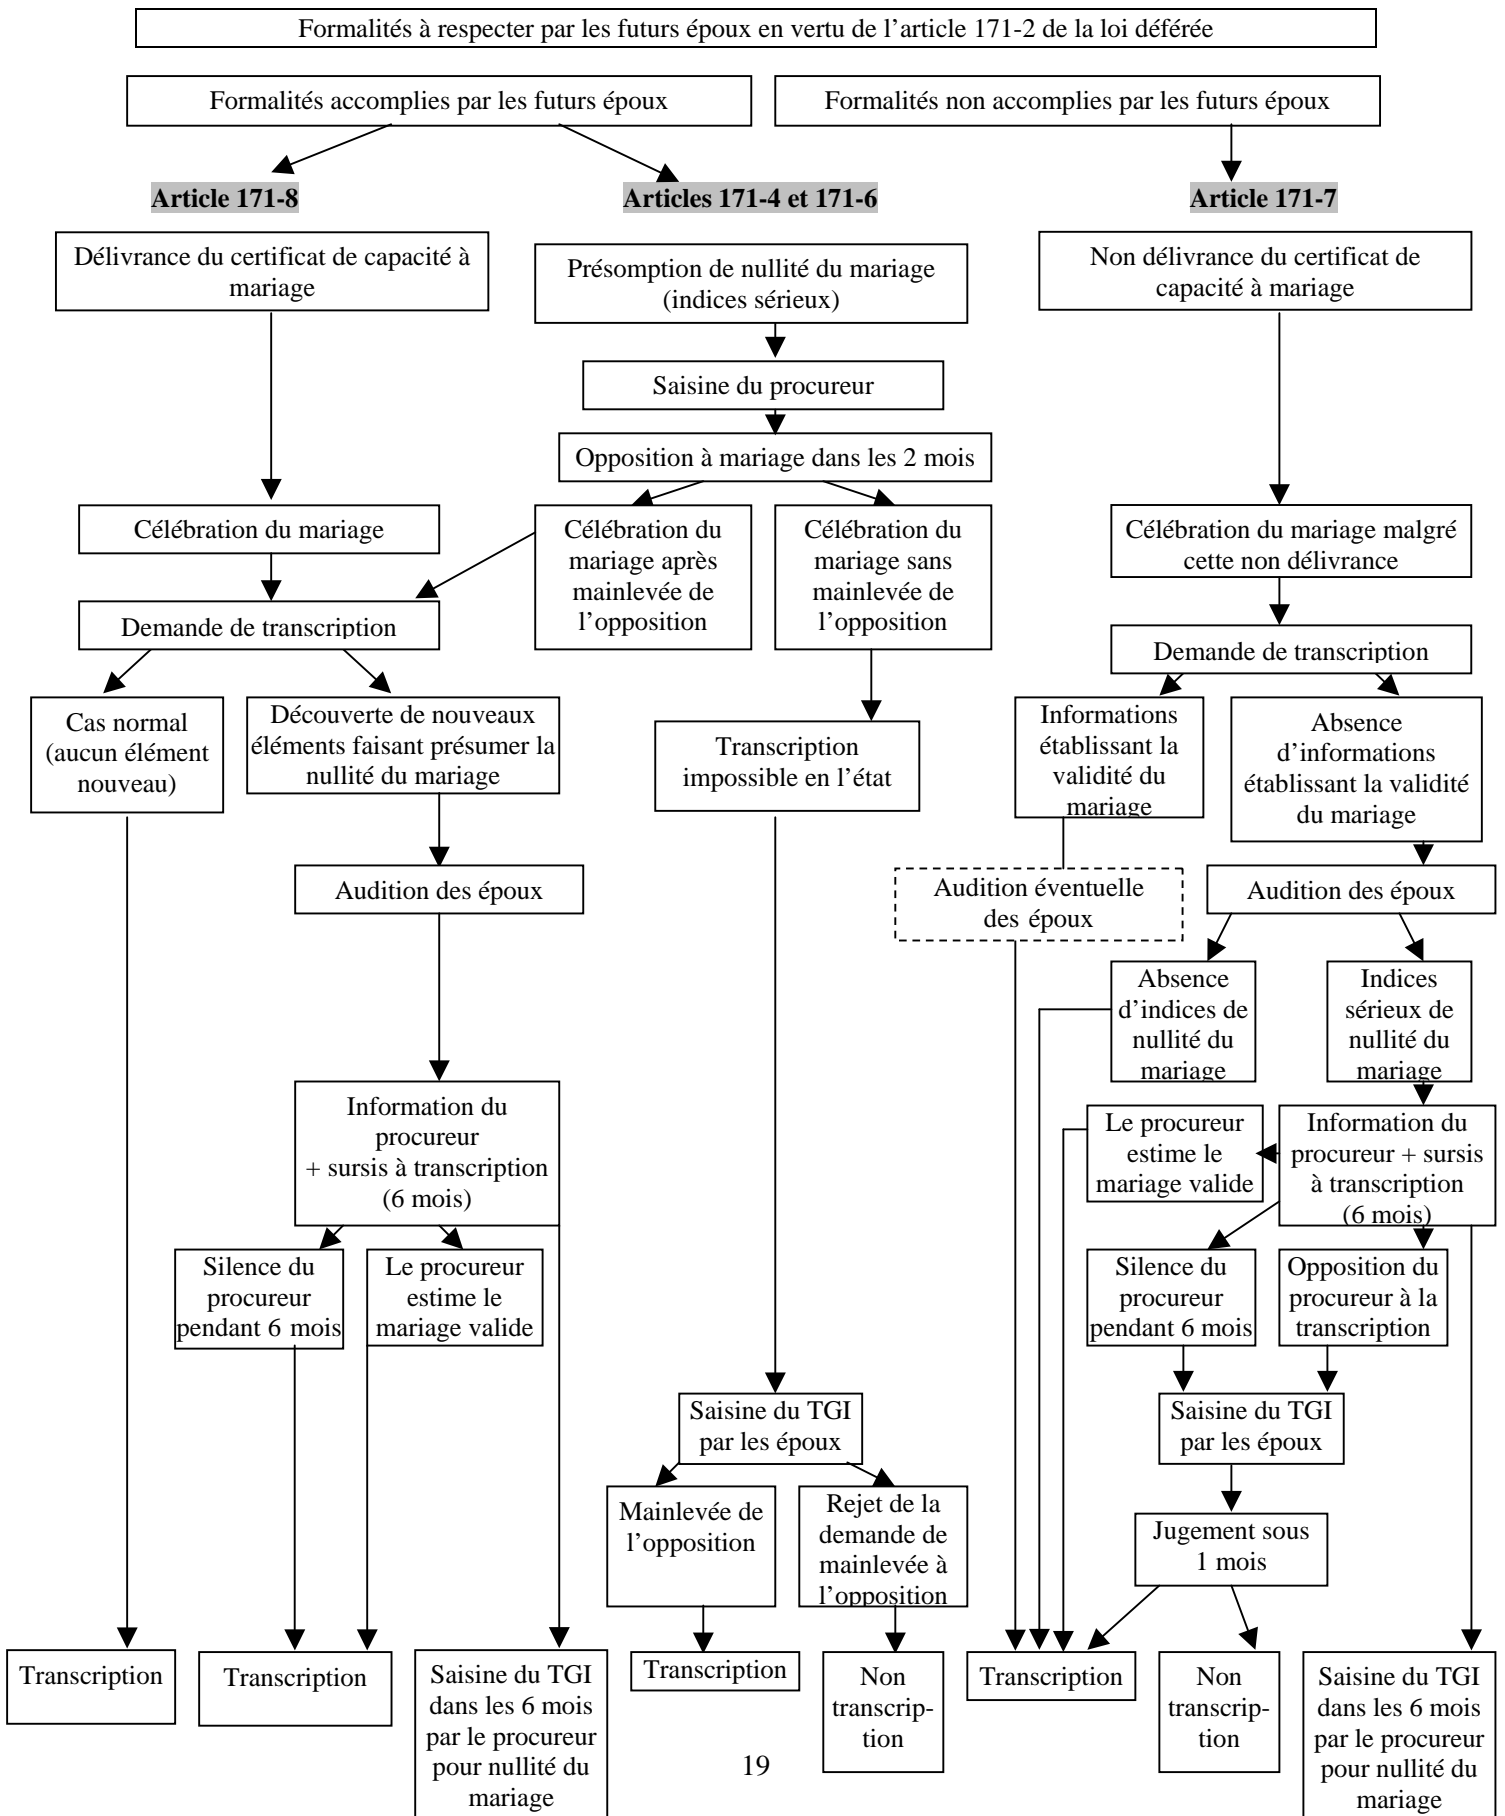 Formalités à respecter par les futurs époux en vertu de l'article 171-2 de la loi déférée
Formalités accomplies par les futurs époux
Formalités non accomplies par les futurs époux
Article 171-8
Articles 171-4 et 171-6
Article 171-7
Délivrance du certificat de capacité à
mariage
Présomption de nullité du mariage
(indices sérieux)
Non délivrance du certificat de
capacité à mariage
Saisine du procureur
Opposition à mariage dans les 2 mois
Célébration du mariage
Célébration du
mariage après
mainlevée de
l'opposition
Célébration du
mariage sans
mainlevée de
l'opposition
Célébration du mariage malgré
cette non délivrance
Demande de transcription
Demande de transcription
Cas normal
(aucun élément
nouveau)
Découverte de nouveaux
éléments faisant présumer la
nullité du mariage
Transcription
impossible en l'état
Informations
établissant la
validité du
mariage
Absence
d'informations
établissant la validité
du mariage
Audition des époux
Audition éventuelle
des époux
Audition des époux
Absence
d'indices de
nullité du
mariage
Indices
sérieux de
nullité du
mariage
Information du
procureur
+ sursis à transcription
(6 mois)
Le procureur
estime le
mariage valide
Information du
procureur + sursis
à transcription
(6 mois)
Silence du
procureur
pendant 6 mois
Le procureur
estime le
mariage valide
Silence du
procureur
pendant 6 mois
Opposition du
procureur à la
transcription
Saisine du TGI
par les époux
Saisine du TGI
par les époux
Mainlevée de
l'opposition
Rejet de la
demande de
mainlevée à
l'opposition
Jugement sous
1 mois
Transcription
Transcription
Saisine du TGI
dans les 6 mois
par le procureur
pour nullité du
mariage
Transcription
Non
transcrip-
tion
Transcription
Non
transcrip-
tion
Saisine du TGI
dans les 6 mois
par le procureur
pour nullité du
mariage
19